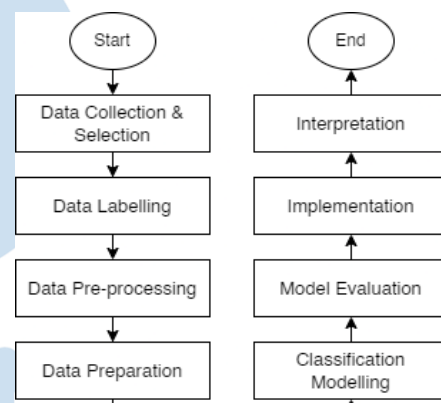 Start
Data Collection &
Selection
Data Labelling
Data Pre-processing
Data Preparation
End
Interpretation
Implementation
Model Evaluation
Classification
Modelling